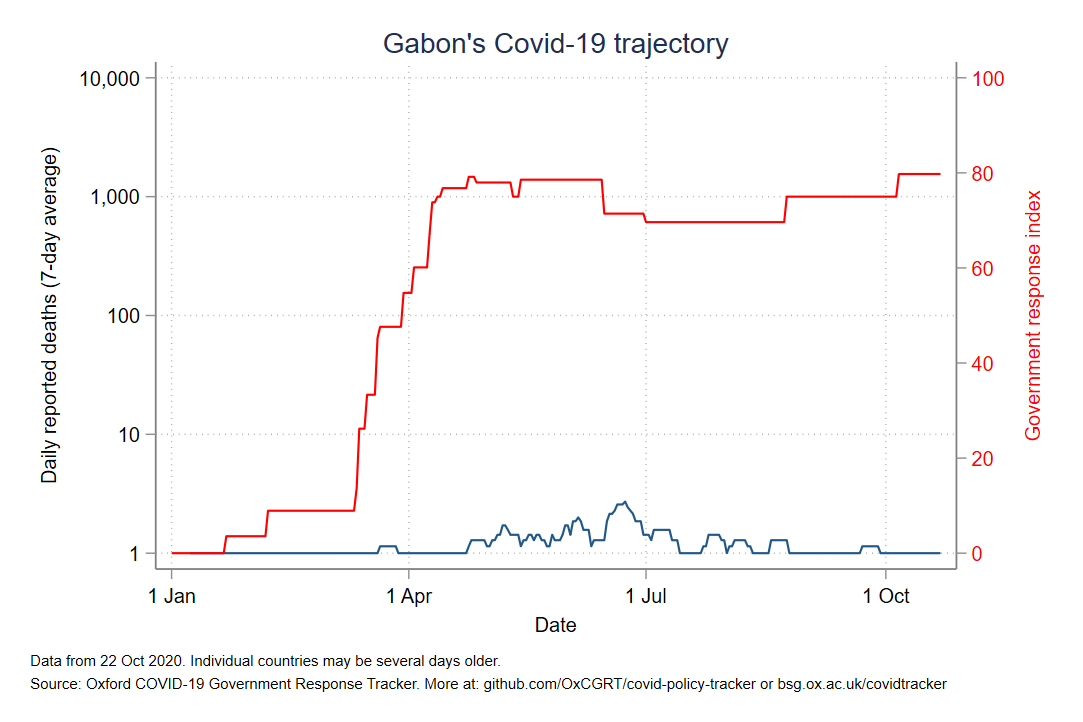 Gabon's Covid-19 trajectory
10,000
1,000
100
10
1
Daily reported deaths (7-day average)
100
80
60
40
20
0
Government response index
1 Jan
1 Apr
1 Jul
1 Oct
Date
Data from 22 Oct 2020. Individual countries may be several days older.
Source: Oxford COVID-19 Government Response Tracker. More at: github.com/OxCGRT/covid-policy-tracker or bsg.ox.ac.uk/covidtracker